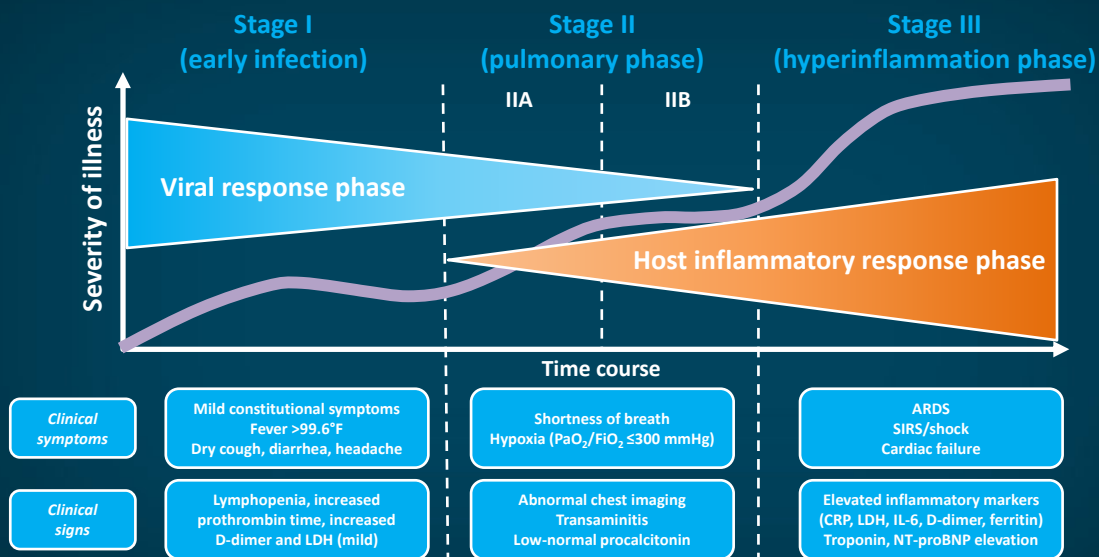 Stage I
(early infection)
Stage II
(pulmonary phase)
Stage III
(hyperinflammation phase)
IIA
IIB
Severity of illness
Viral response phase
Host inflammatory response phase
Time course
Clinical
symptoms
Mild constitutional symptoms
Fever >99.6°F
Dry cough, diarrhea, headache
Shortness of breath
Hypoxia (PaO₂/FiO₂ ≤300 mmHg)
ARDS
SIRS/shock
Cardiac failure
Clinical
signs
Lymphopenia, increased
prothrombin time, increased
D-dimer and LDH (mild)
Abnormal chest imaging
Transaminitis
Low-normal procalcitonin
Elevated inflammatory markers
(CRP, LDH, IL-6, D-dimer, ferritin)
Troponin, NT-proBNP elevation